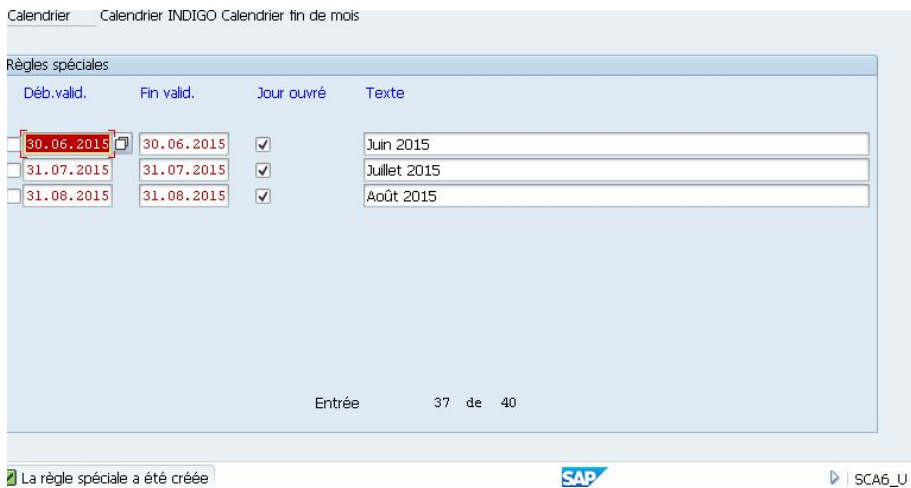 Calendrier Calendrier INDIGO Calendrier fin de mois
Règles spéciales
Déb.valid. Fin valid. Jour ouvré Texte
30.06.2015 30.06.2015 Juin 2015
31.07.2015 31.07.2015 Juillet 2015
31.08.2015 31.08.2015 Août 2015
Entrée 37 de 40
La règle spéciale a été créée SAP SCA6_U